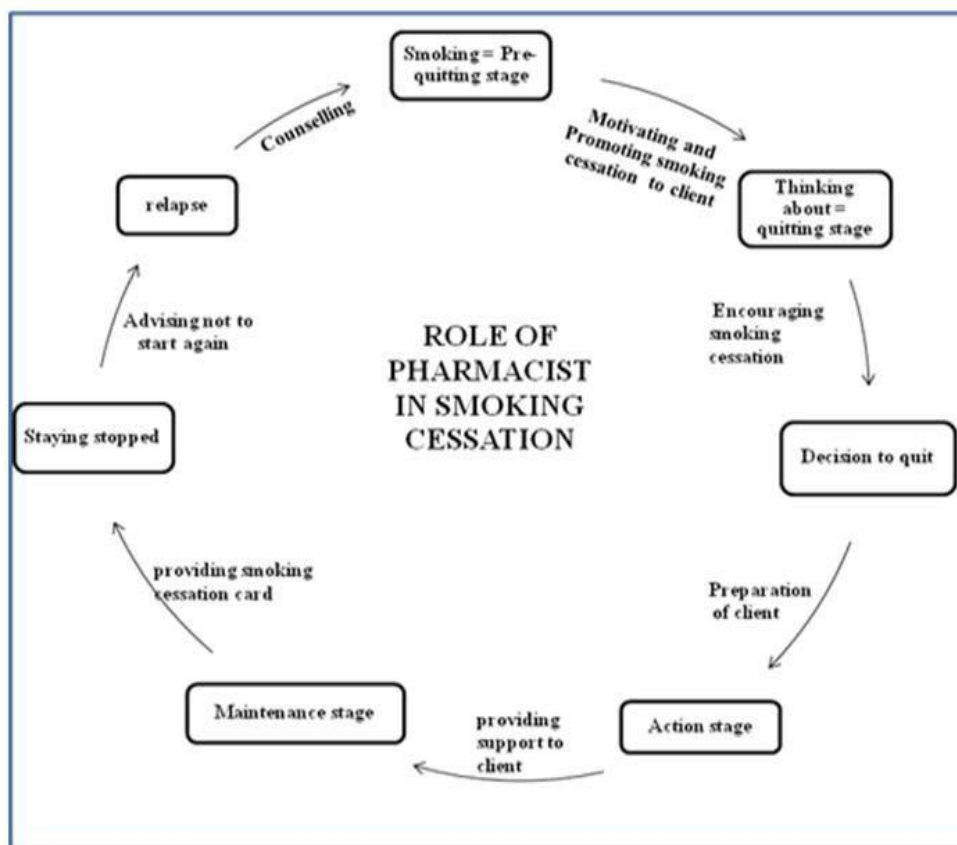 Smoking = Pre-
quitting stage
Motivating and
Promoting smoking
cessation to client
Thinking
about =
quitting stage
Encouraging
smoking
cessation
Decision to quit
Preparation
of client
Action stage
providing
support to
client
Maintenance stage
providing smoking
cessation card
Staying stopped
Advising not to
start again
relapse
Counselling
ROLE OF
PHARMACIST
IN SMOKING
CESSATION